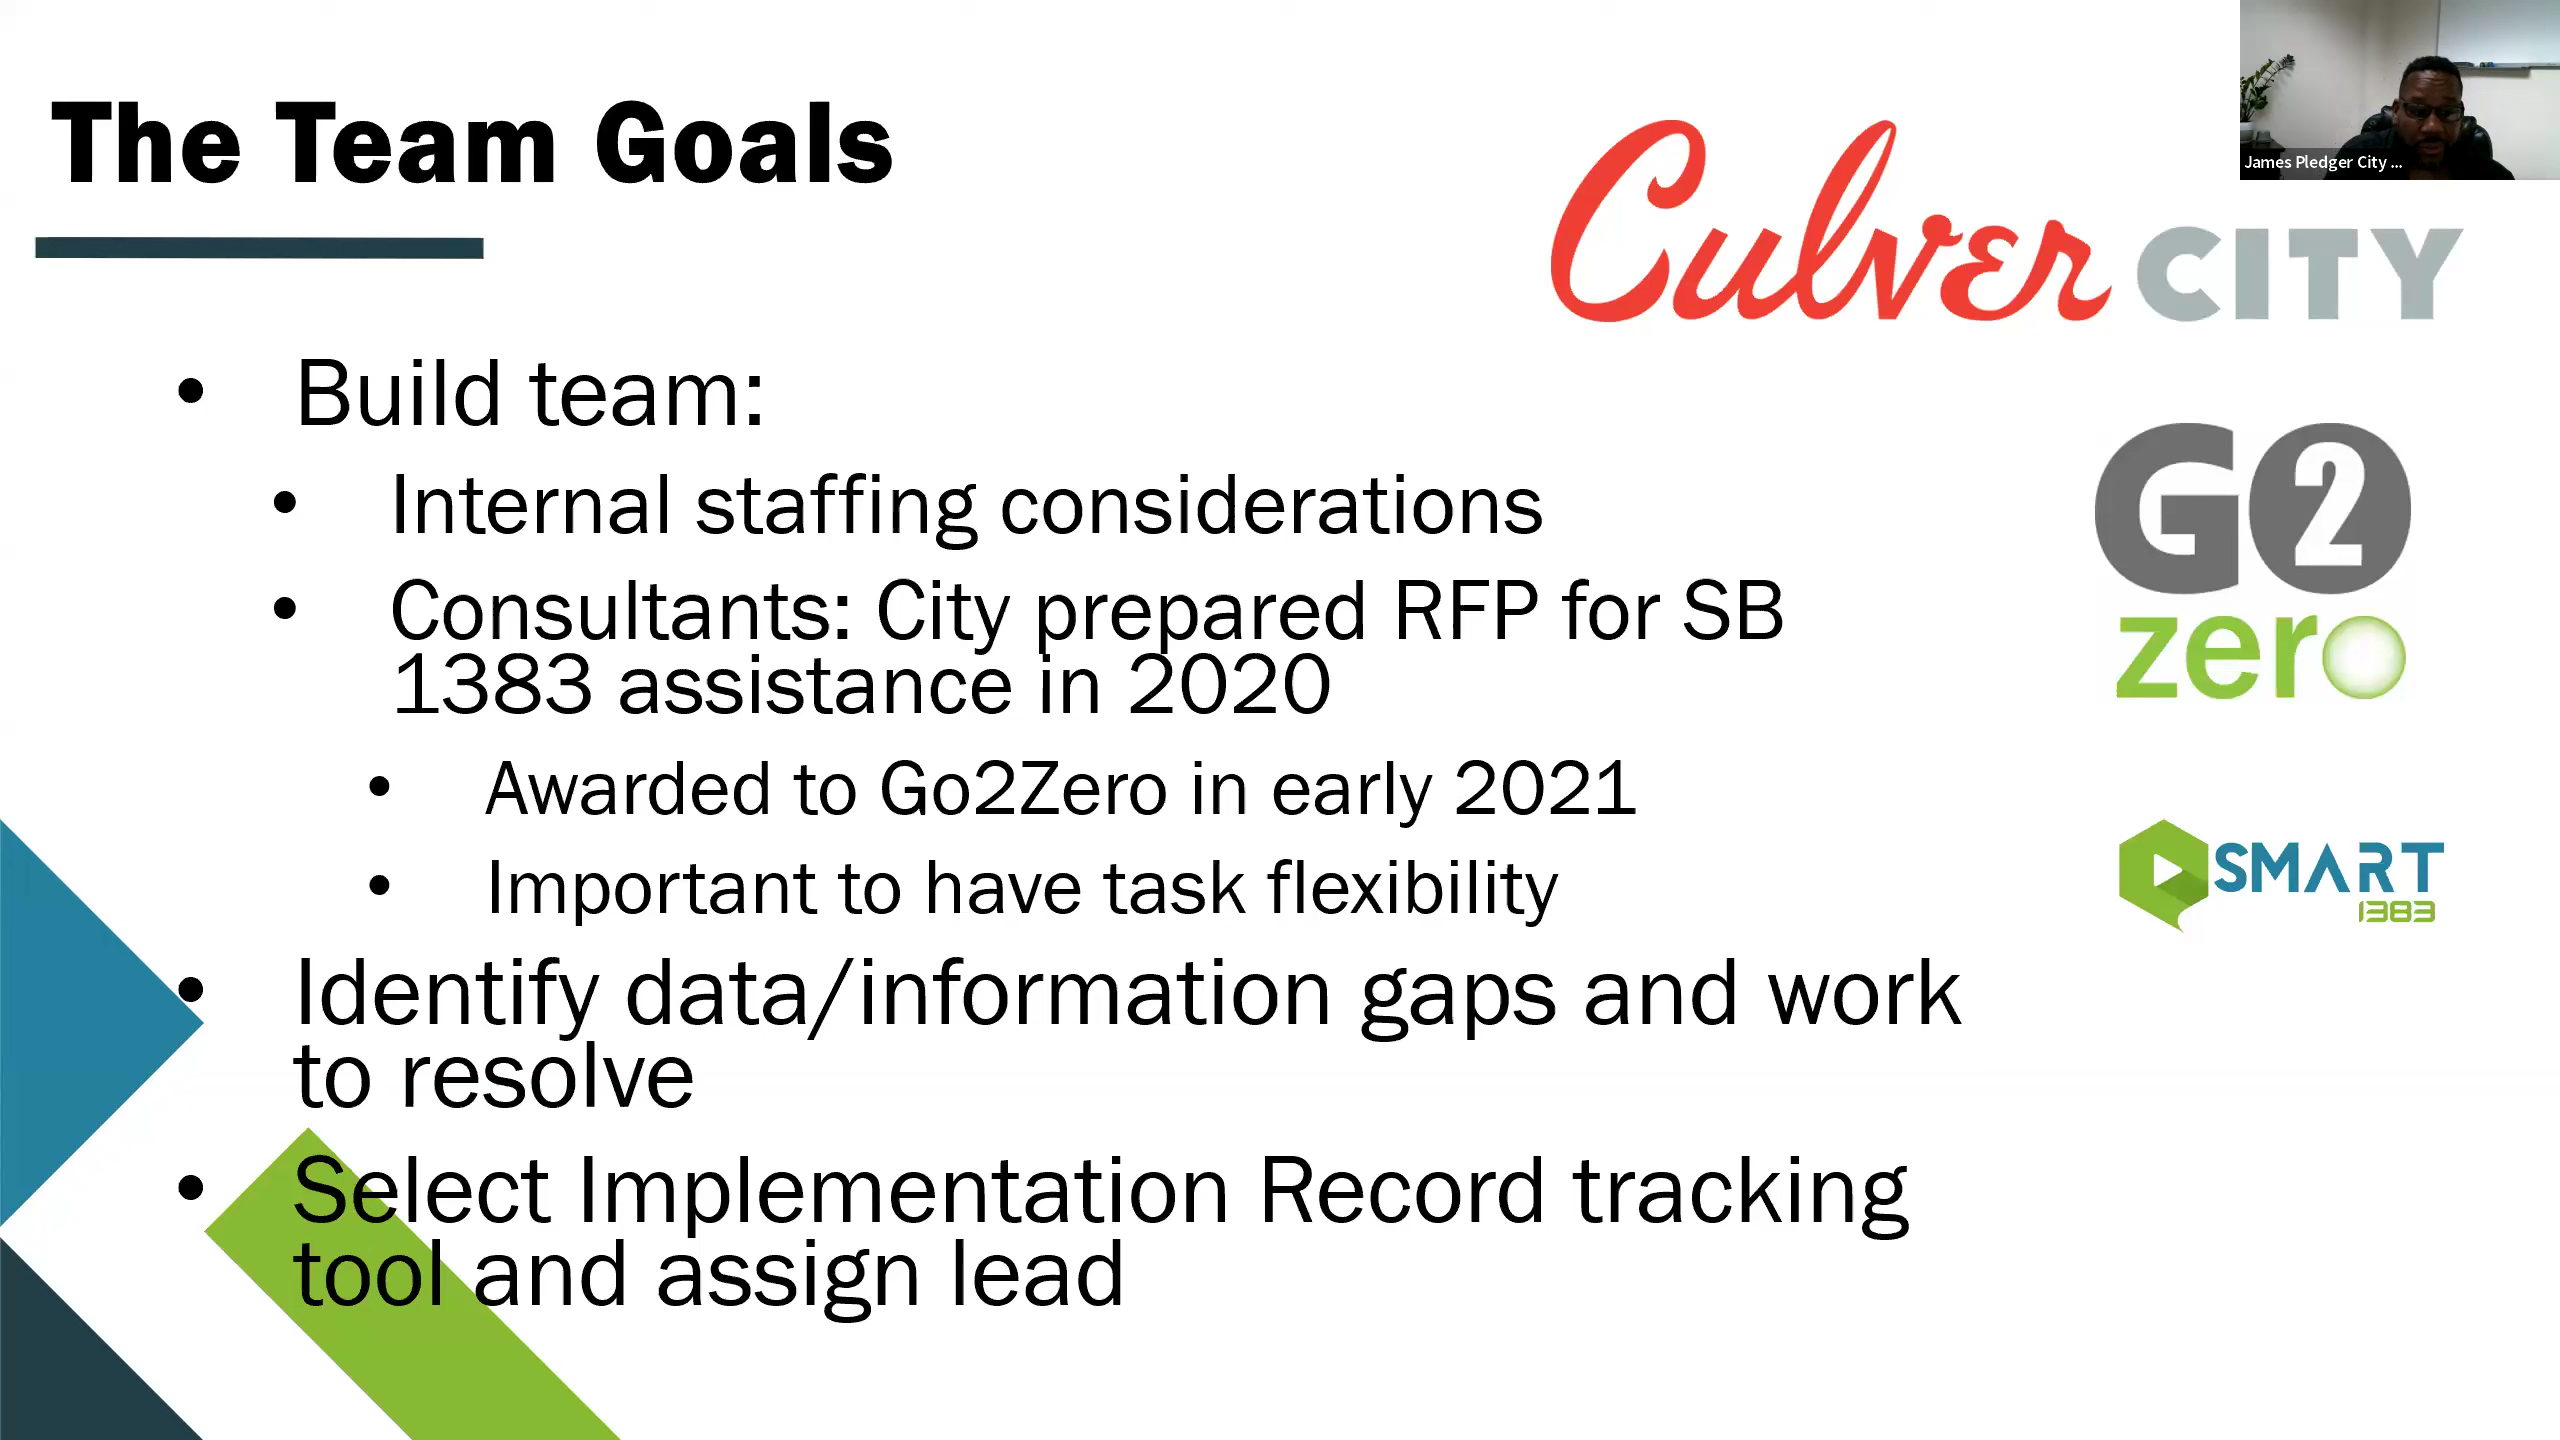 The Team Goals
James Pledger City ...
Culver CITY
• Build team:
• Internal staffing considerations
• Consultants: City prepared RFP for SB
1383 assistance in 2020
• Awarded to Go2Zero in early 2021
• Important to have task flexibility
• Identify data/information gaps and work
to resolve
• Select Implementation Record tracking
tool and assign lead
GO2
zero
SMART
1383